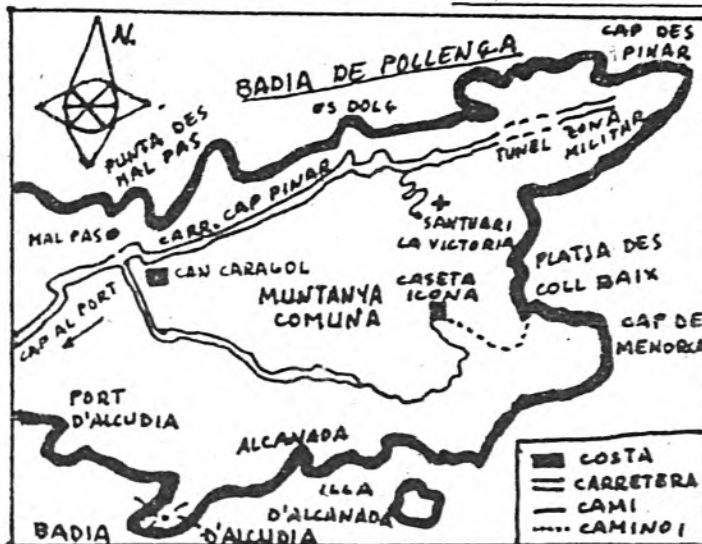 N.
CAP DES
PINAR
BADIA DE POLLENÇA
ES DOLÇ
PUNTA DES
MAL PAS
TUNEL
ZONA
MILITAR
CARR. CAP PINAR
MAL PAS
SANTUARI
LA VICTORIA
CAN CARAGOL
CASETA
ICONA
PLATJA DES
COLL BAIX
MUNTANYA
COMUNA
CAP AL PORT
CAP DE
MENORCA
PORT
D'ALCUDIA
ALCANADA
ILLA
D'ALCANADA
BADIA
D'ALCUDIA
COSTA
CARRETERA
CAMI
CAMINOI